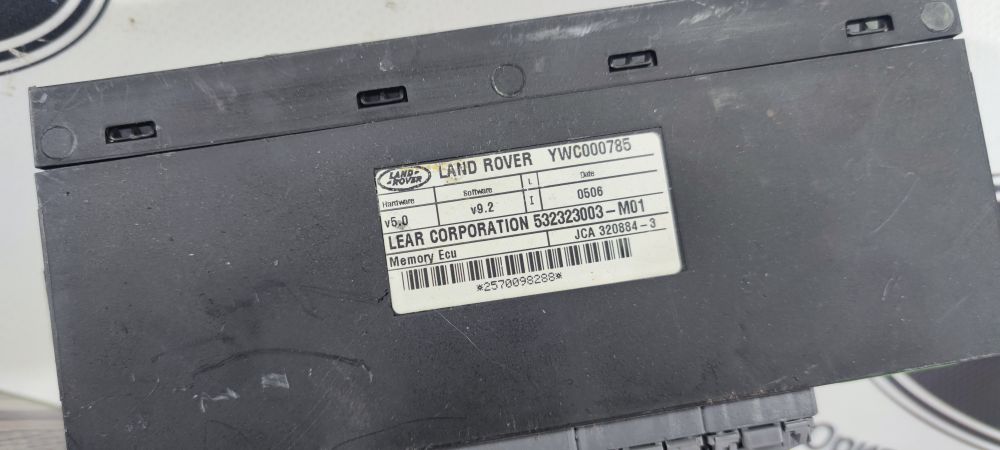 LAND-
-ROVER
LAND ROVER YWC000785
Hardware Software L Date
v5.0 v9.2 I 0506
LEAR CORPORATION 532323003-M01
Memory Ecu JCA 320884-3
*2570098288*